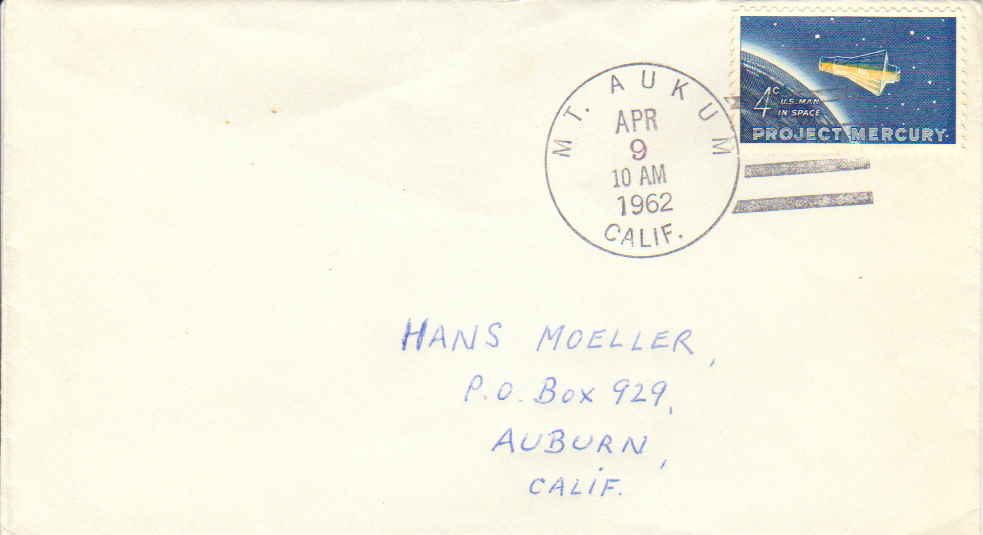 MT. AUKUM
APR
9
10 AM
1962
CALIF.
4c
U.S. MAN
IN SPACE
PROJECT MERCURY
HANS MOELLER,
P.O. BOX 929,
AUBURN,
CALIF.